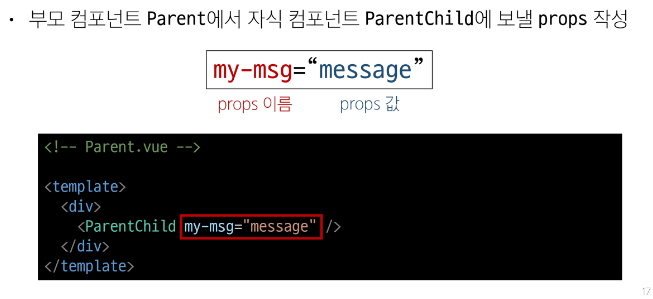 • 부모 컴포넌트 Parent에서 자식 컴포넌트 ParentChild에 보낼 props 작성
my-msg=“message”
props 이름 props 값
<!-- Parent.vue -->
<template>
<div>
<ParentChild my-msg="message" />
</div>
</template>
17